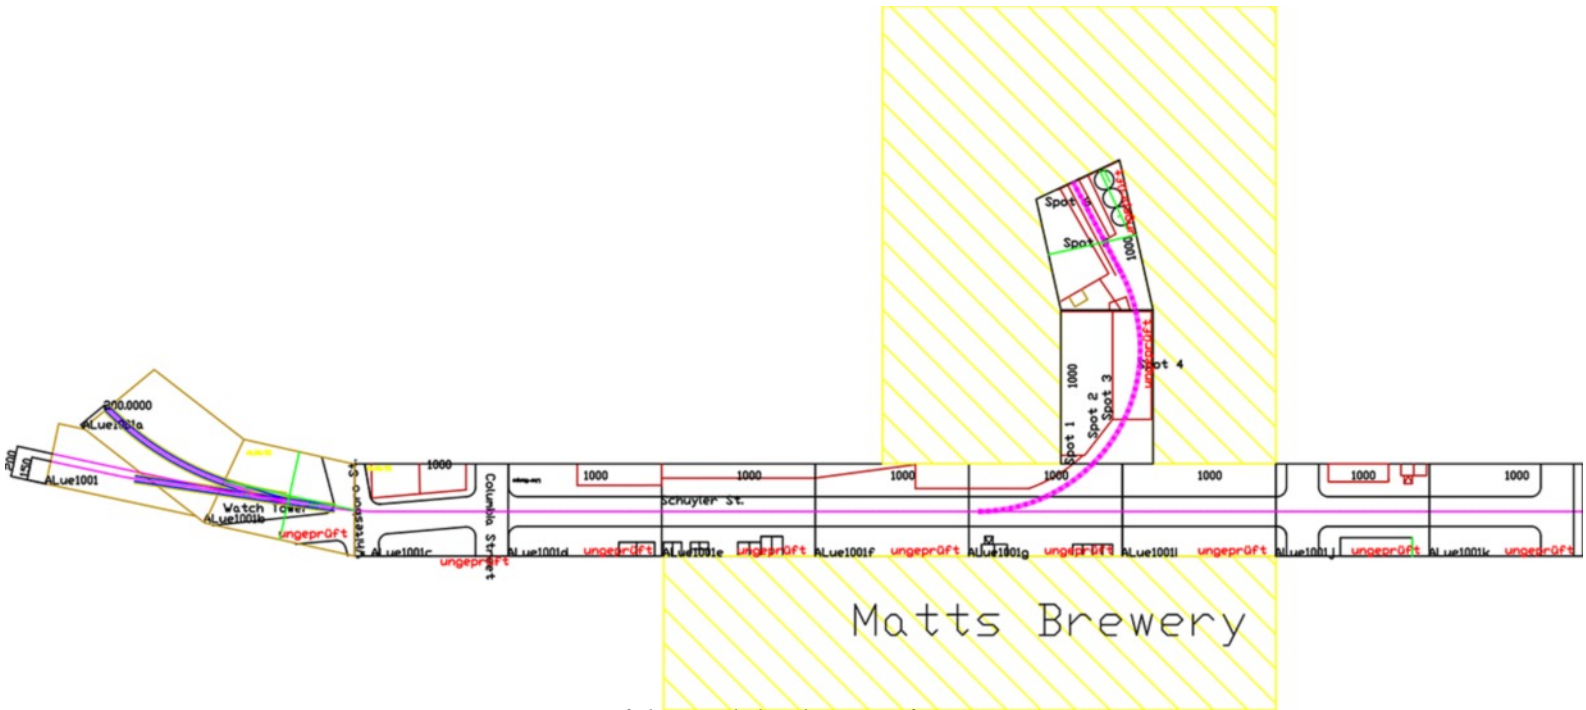 Spot 5
Spot
1000
ungeprüft
Spot 4
1000
Spot 1
Spot 2
Spot 3
200.0000
ALue1001a
200
150
ALue1001
Watch Tower
ALue1001b
ungeprüft
Whitesboro St.
1000
Columbia Street
1000
1000
1000
1000
1000
1000
1000
Schuyler St.
ALue1001c
ungeprüft
ALue1001d
ungeprüft
ALue1001e
ungeprüft
ALue1001f
ungeprüft
ALue1001g
ungeprüft
ALue1001i
ungeprüft
ALue1001j
ungeprüft
ALue1001k
ungeprüft
Matts Brewery